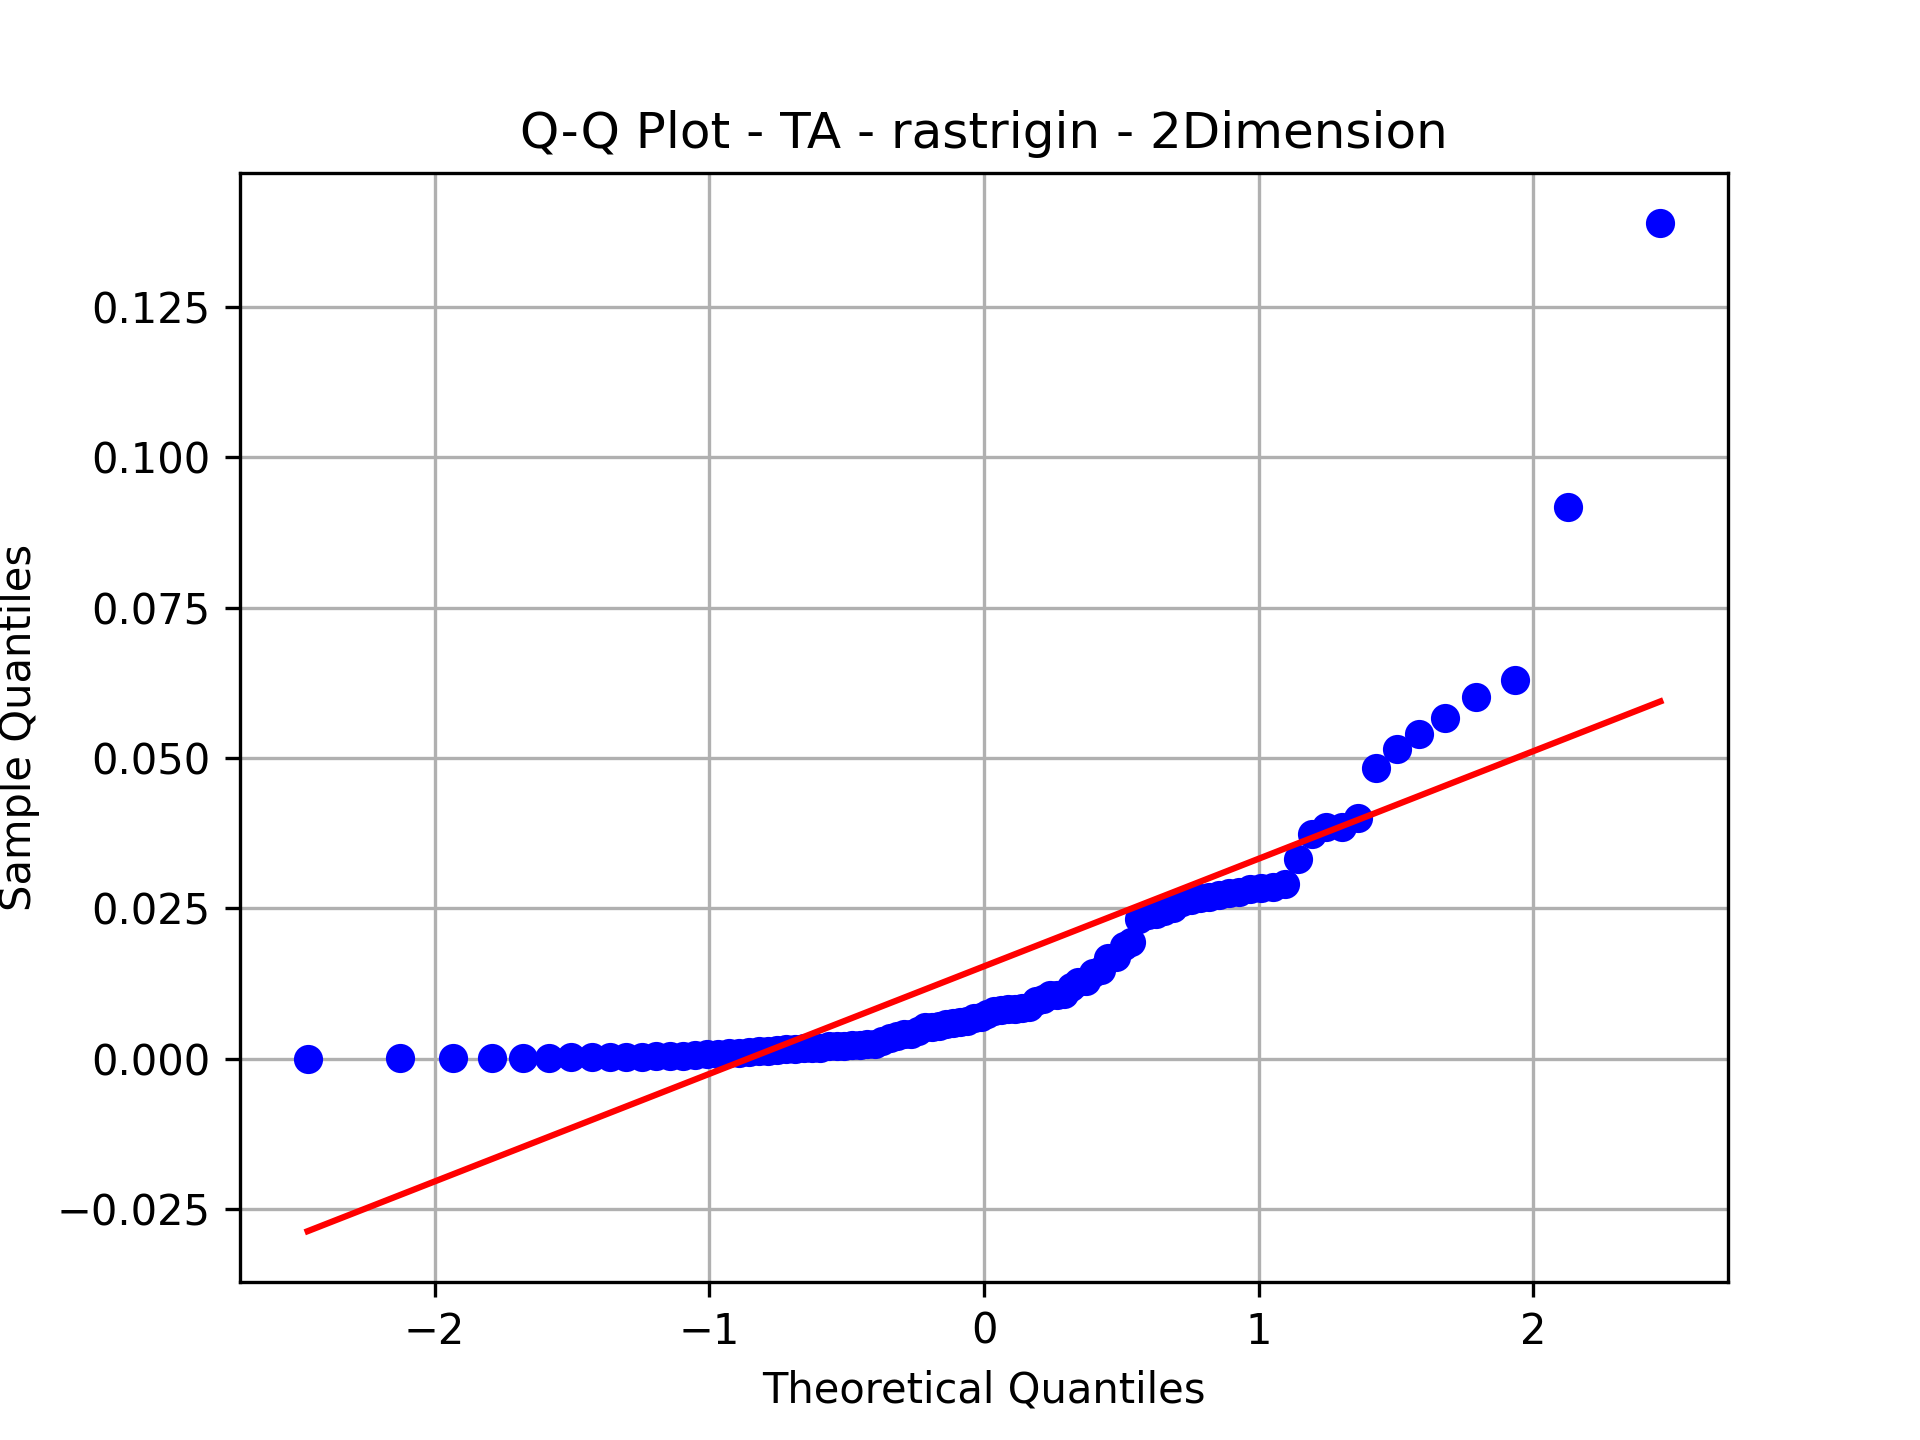 Q-Q Plot - TA - rastrigin - 2Dimension
0.125
0.100
0.075
0.050
0.025
0.000
−0.025
Sample Quantiles
−2 −1 0 1 2
Theoretical Quantiles